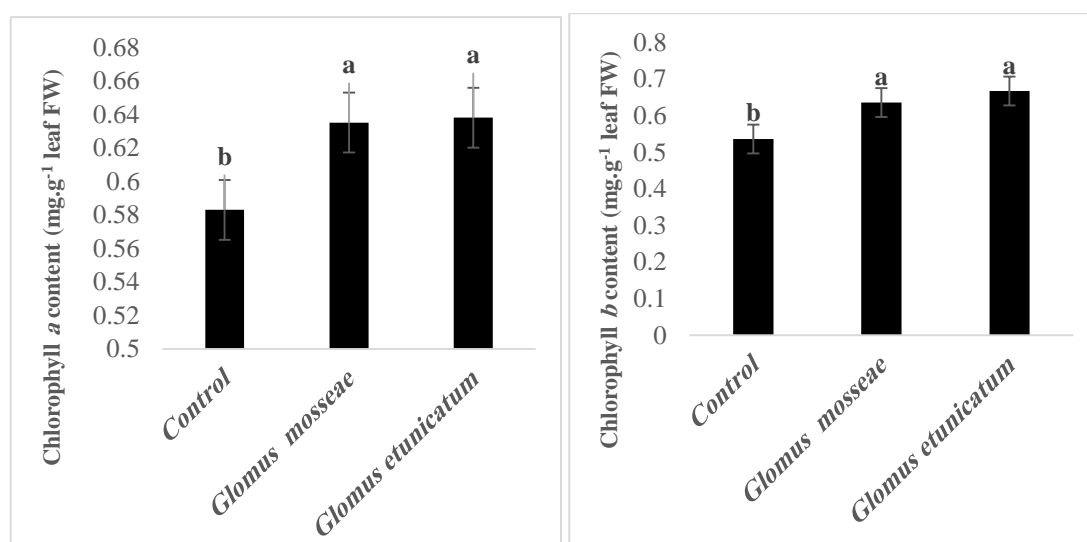 Chlorophyll a content (mg.g-1 leaf FW)
0.68
0.66
0.64
0.62
0.6
0.58
0.56
0.54
0.52
0.5
b
a
a
Control
Glomus mosseae
Glomus etunicatum
Chlorophyll b content (mg.g-1 leaf FW)
0.8
0.7
0.6
0.5
0.4
0.3
0.2
0.1
0
b
a
a
Control
Glomus mosseae
Glomus etunicatum